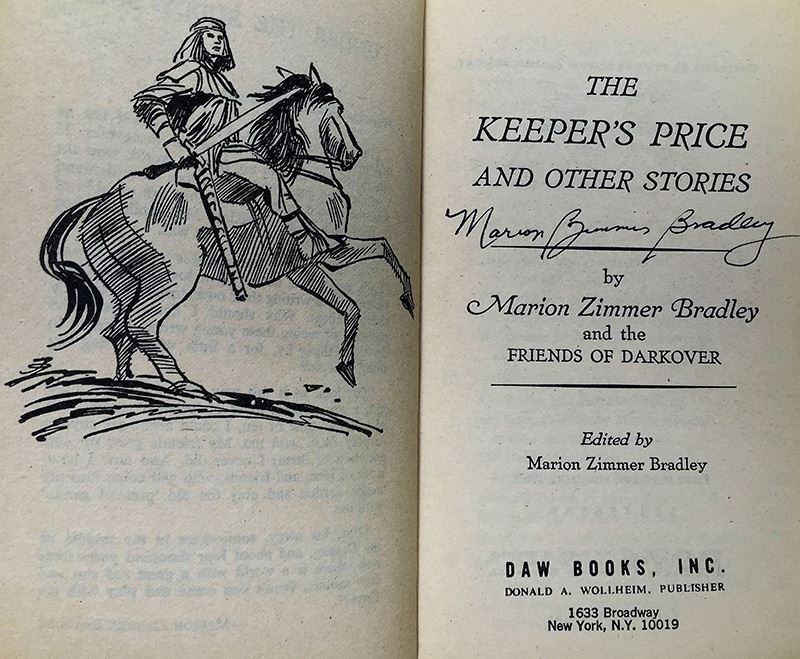 THE
KEEPER'S PRICE
AND OTHER STORIES
Marion Zimmer Bradley
by
Marion Zimmer Bradley
and the
FRIENDS OF DARKOVER
Edited by
Marion Zimmer Bradley
DAW BOOKS, INC.
DONALD A. WOLLHEIM, PUBLISHER
1633 Broadway
New York, N.Y. 10019